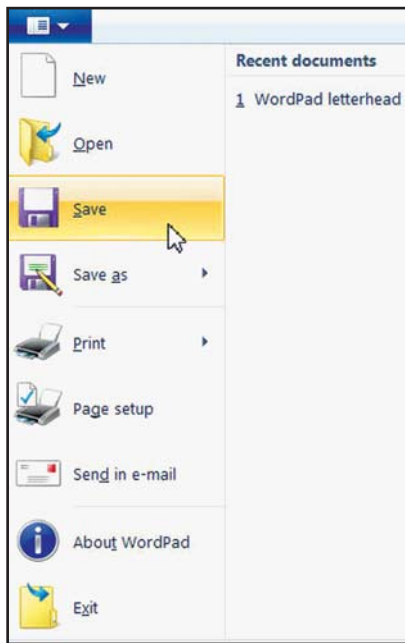 New
Open
Save
Save as
Print
Page setup
Send in e-mail
About WordPad
Exit
Recent documents
1 WordPad letterhead